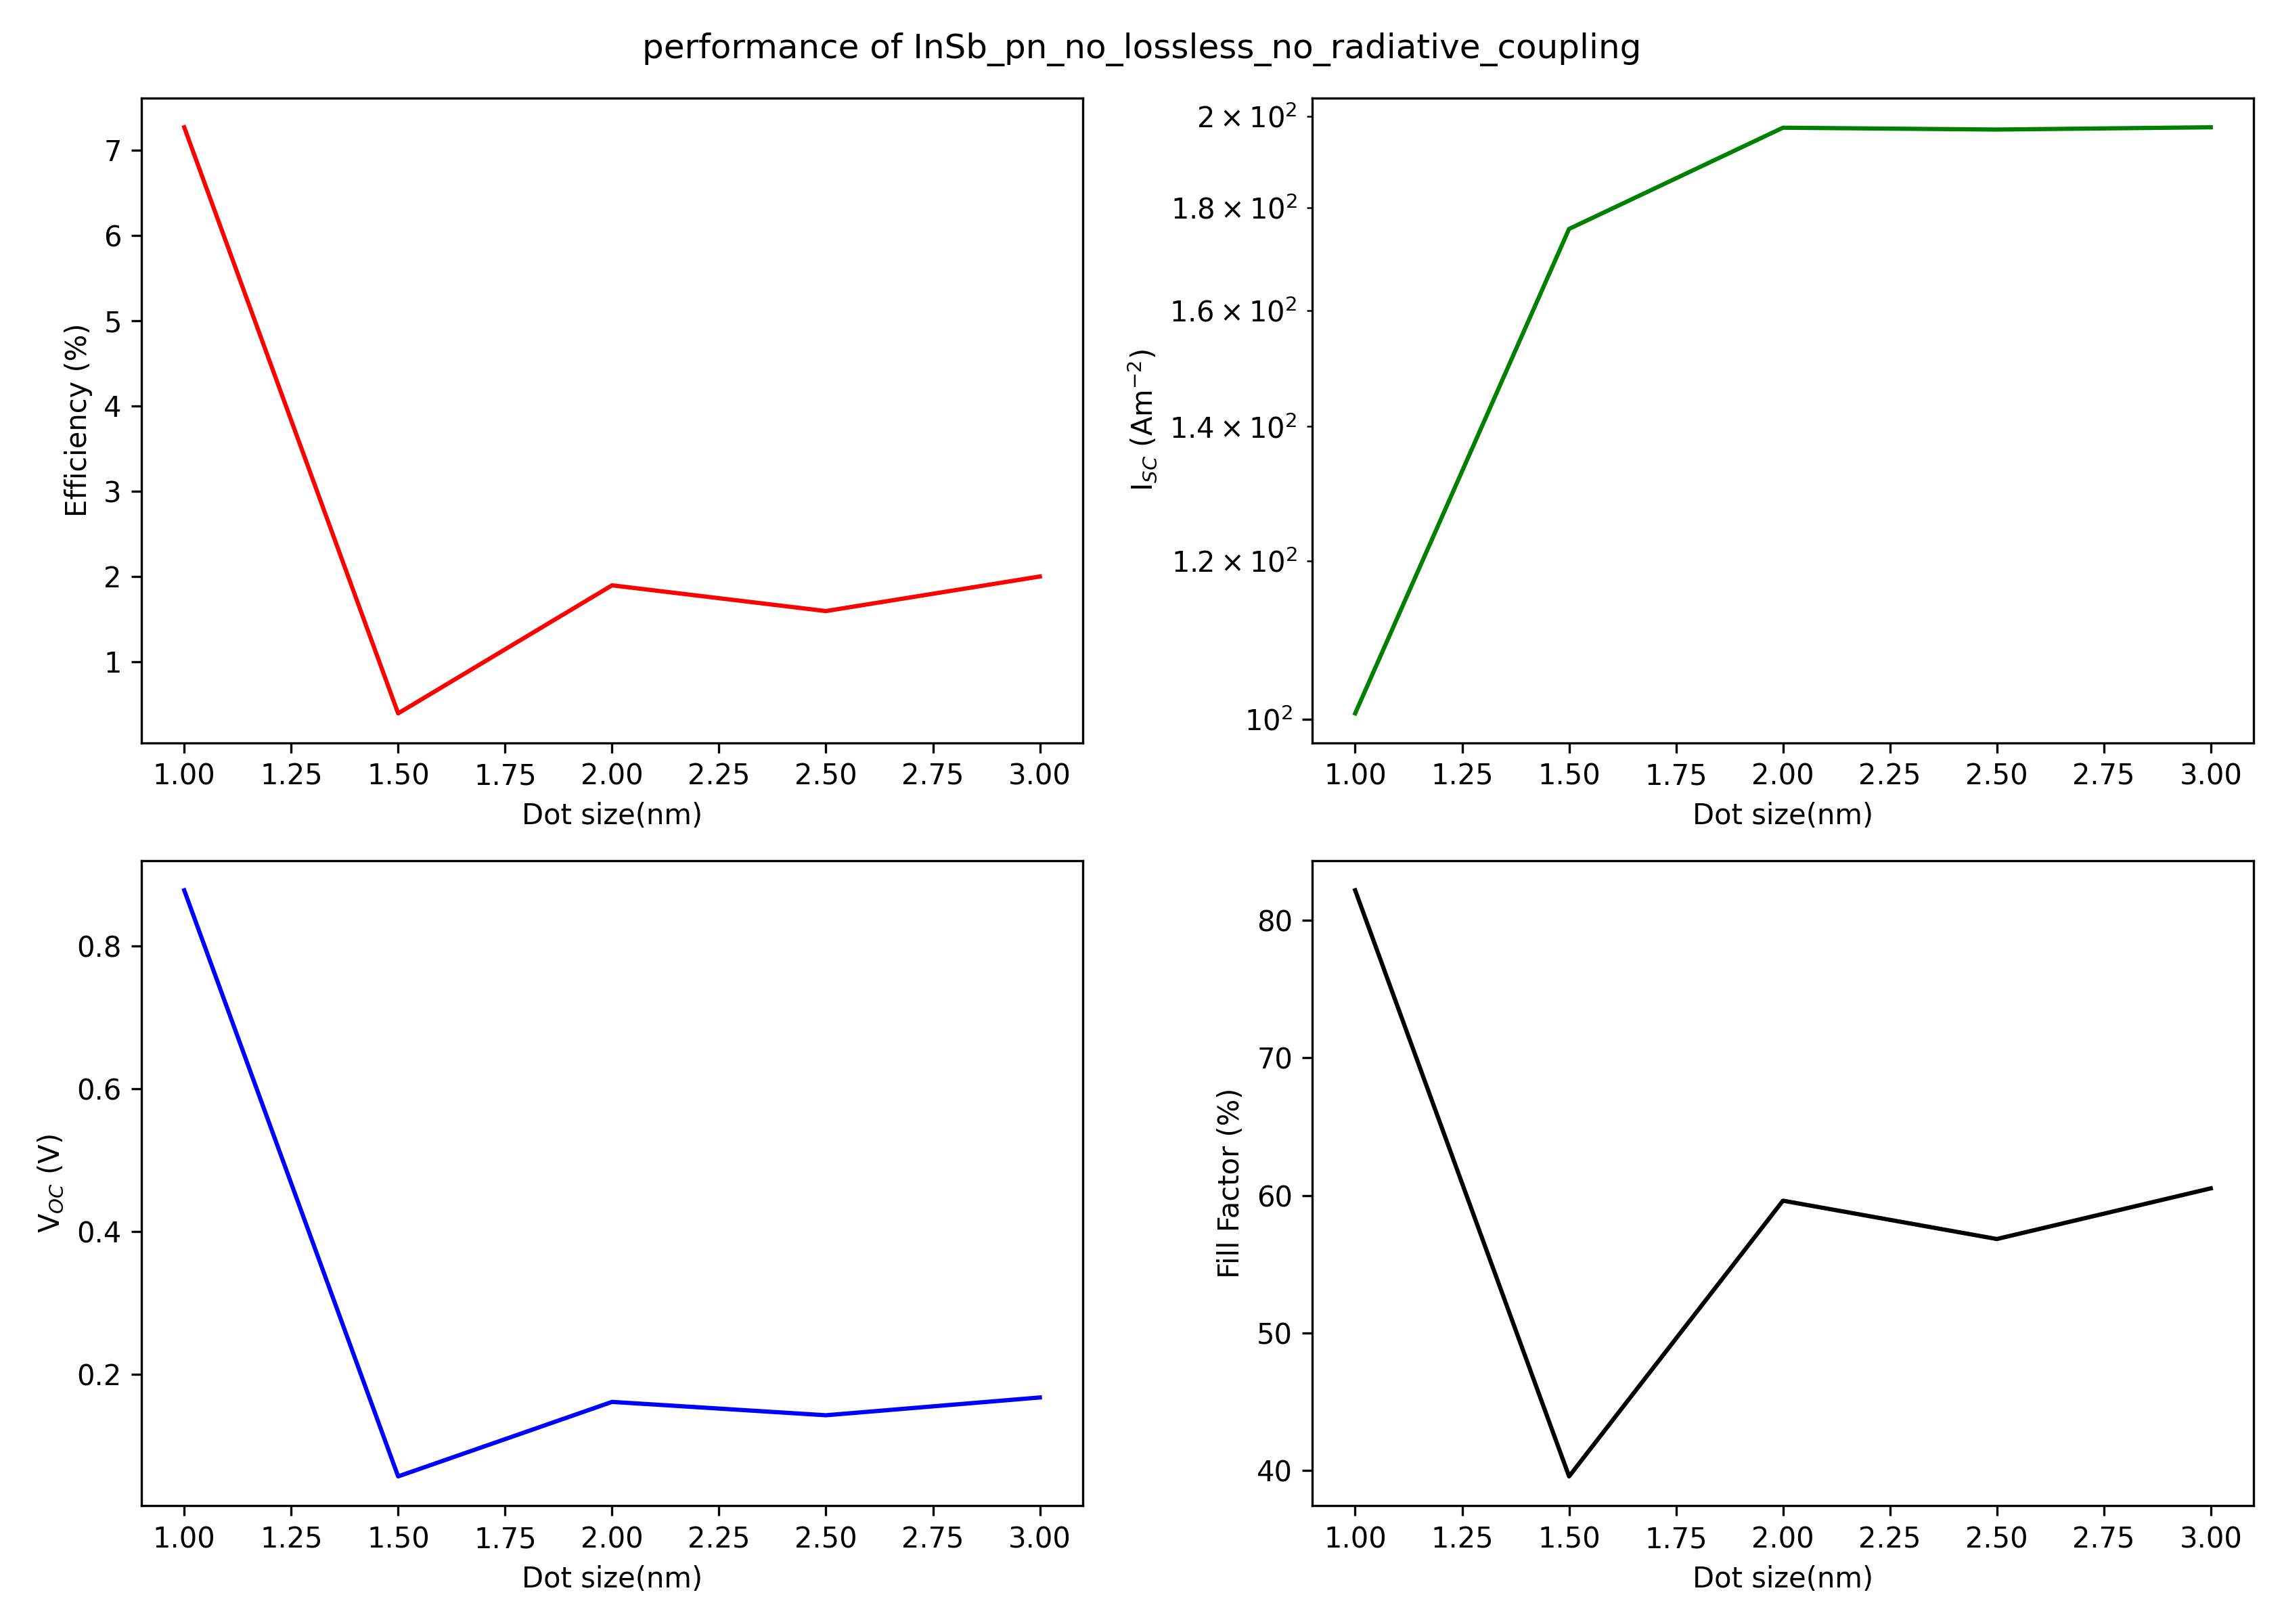 performance of InSb_pn_no_lossless_no_radiative_coupling
Efficiency (%)
7
6
5
4
3
2
1
1.00 1.25 1.50 1.75 2.00 2.25 2.50 2.75 3.00
Dot size(nm)
I_SC (Am⁻²)
2 × 10²
1.8 × 10²
1.6 × 10²
1.4 × 10²
1.2 × 10²
10²
1.00 1.25 1.50 1.75 2.00 2.25 2.50 2.75 3.00
Dot size(nm)
V_OC (V)
0.8
0.6
0.4
0.2
1.00 1.25 1.50 1.75 2.00 2.25 2.50 2.75 3.00
Dot size(nm)
Fill Factor (%)
80
70
60
50
40
1.00 1.25 1.50 1.75 2.00 2.25 2.50 2.75 3.00
Dot size(nm)